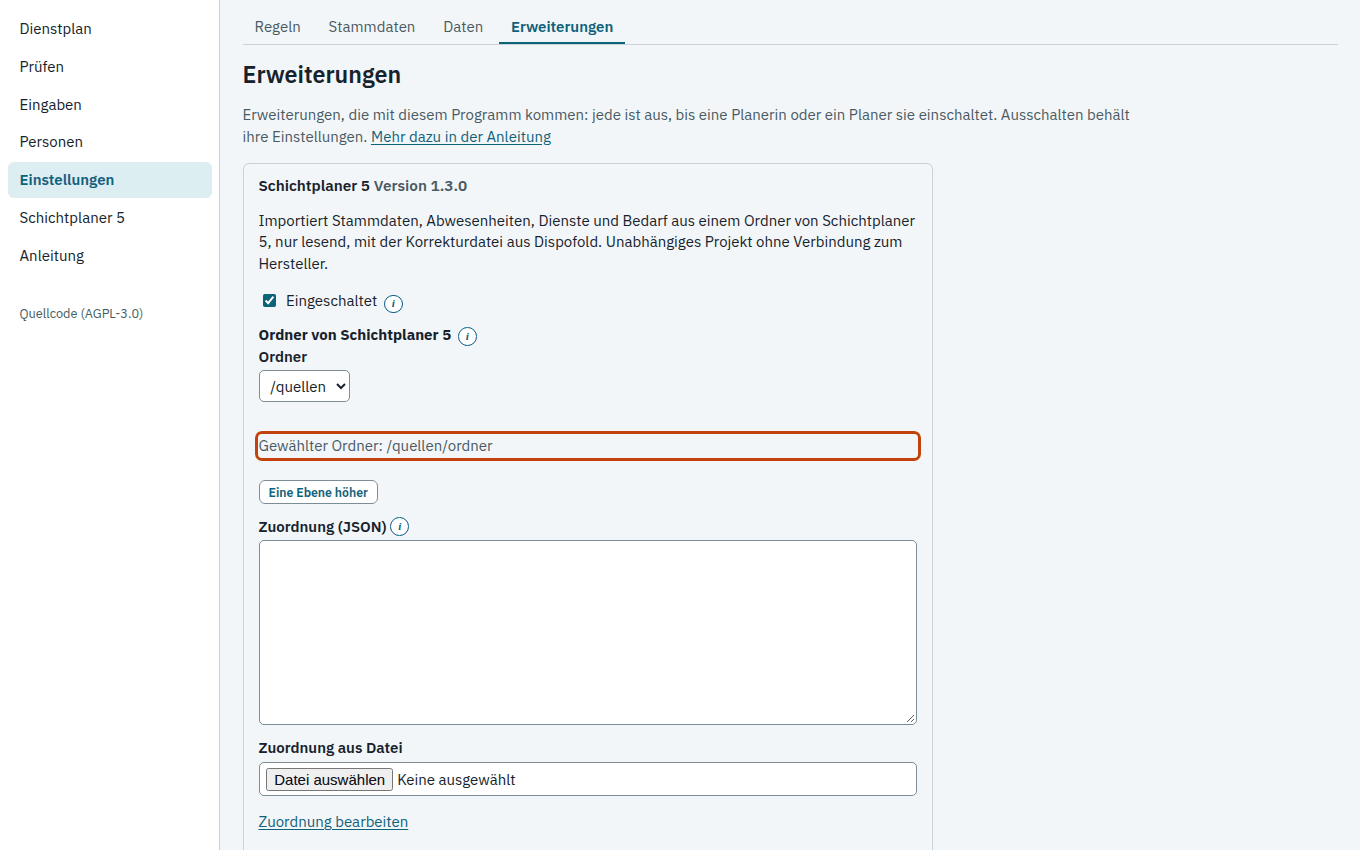 Dienstplan
Prüfen
Eingaben
Personen
Einstellungen
Schichtplaner 5
Anleitung
Quellcode (AGPL-3.0)
Regeln Stammdaten Daten Erweiterungen
Erweiterungen
Erweiterungen, die mit diesem Programm kommen: jede ist aus, bis eine Planerin oder ein Planer sie einschaltet. Ausschalten behält
ihre Einstellungen. Mehr dazu in der Anleitung
Schichtplaner 5 Version 1.3.0
Importiert Stammdaten, Abwesenheiten, Dienste und Bedarf aus einem Ordner von Schichtplaner
5, nur lesend, mit der Korrekturdatei aus Dispofold. Unabhängiges Projekt ohne Verbindung zum
Hersteller.
Eingeschaltet i
Ordner von Schichtplaner 5 i
Ordner
/quellen
Gewählter Ordner: /quellen/ordner
Eine Ebene höher
Zuordnung (JSON) i
Zuordnung aus Datei
Datei auswählen Keine ausgewählt
Zuordnung bearbeiten